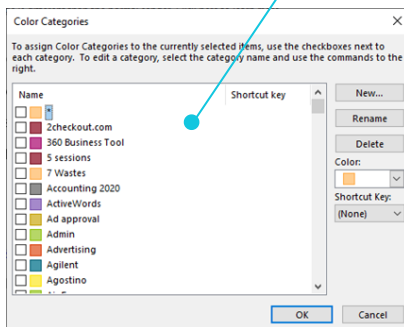 Color Categories
To assign Color Categories to the currently selected items, use the checkboxes next to
each category. To edit a category, select the category name and use the commands to the
right.
Name Shortcut key
*
2checkout.com
360 Business Tool
5 sessions
7 Wastes
Accounting 2020
ActiveWords
Ad approval
Admin
Advertising
Agilent
Agostino
New...
Rename
Delete
Color:
Shortcut Key:
(None)
OK Cancel